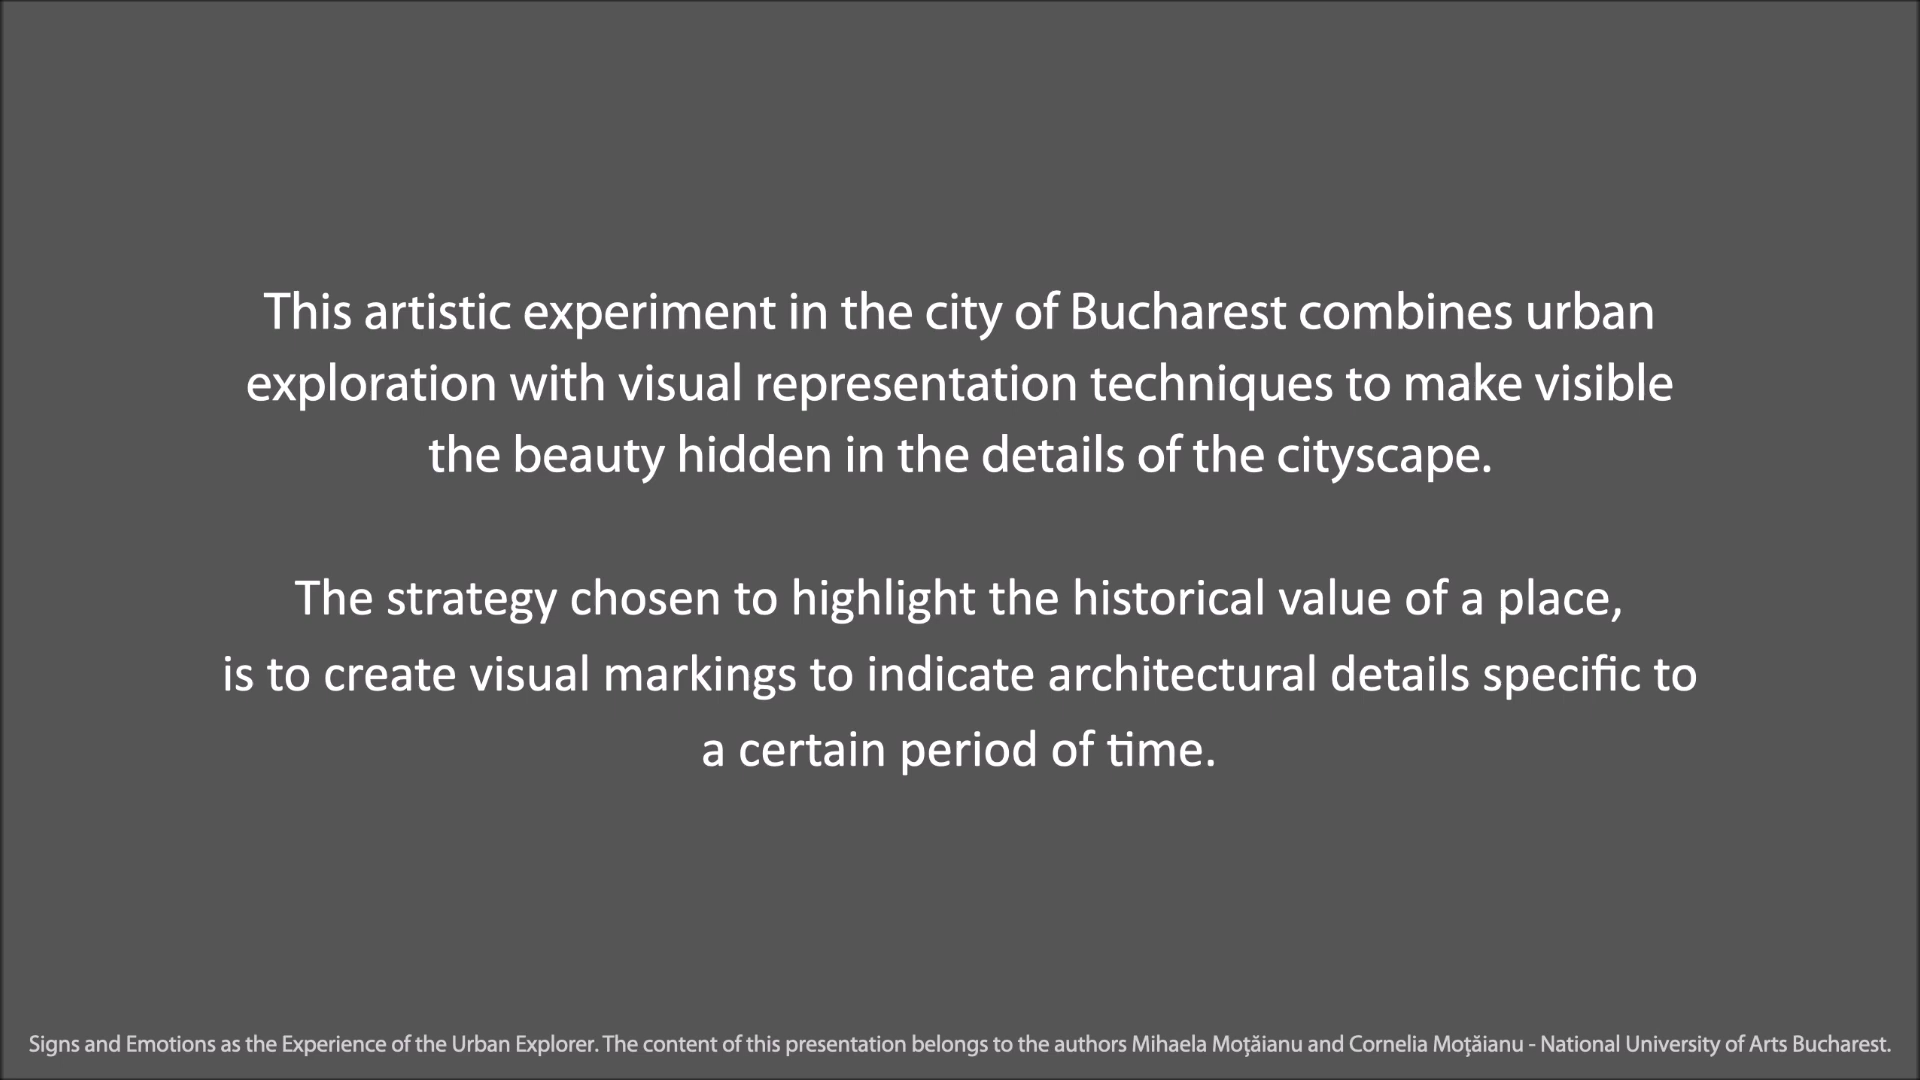 This artistic experiment in the city of Bucharest combines urban
exploration with visual representation techniques to make visible
the beauty hidden in the details of the cityscape.
The strategy chosen to highlight the historical value of a place,
is to create visual markings to indicate architectural details specific to
a certain period of time.
Signs and Emotions as the Experience of the Urban Explorer. The content of this presentation belongs to the authors Mihaela Moţăianu and Cornelia Moţăianu - National University of Arts Bucharest.